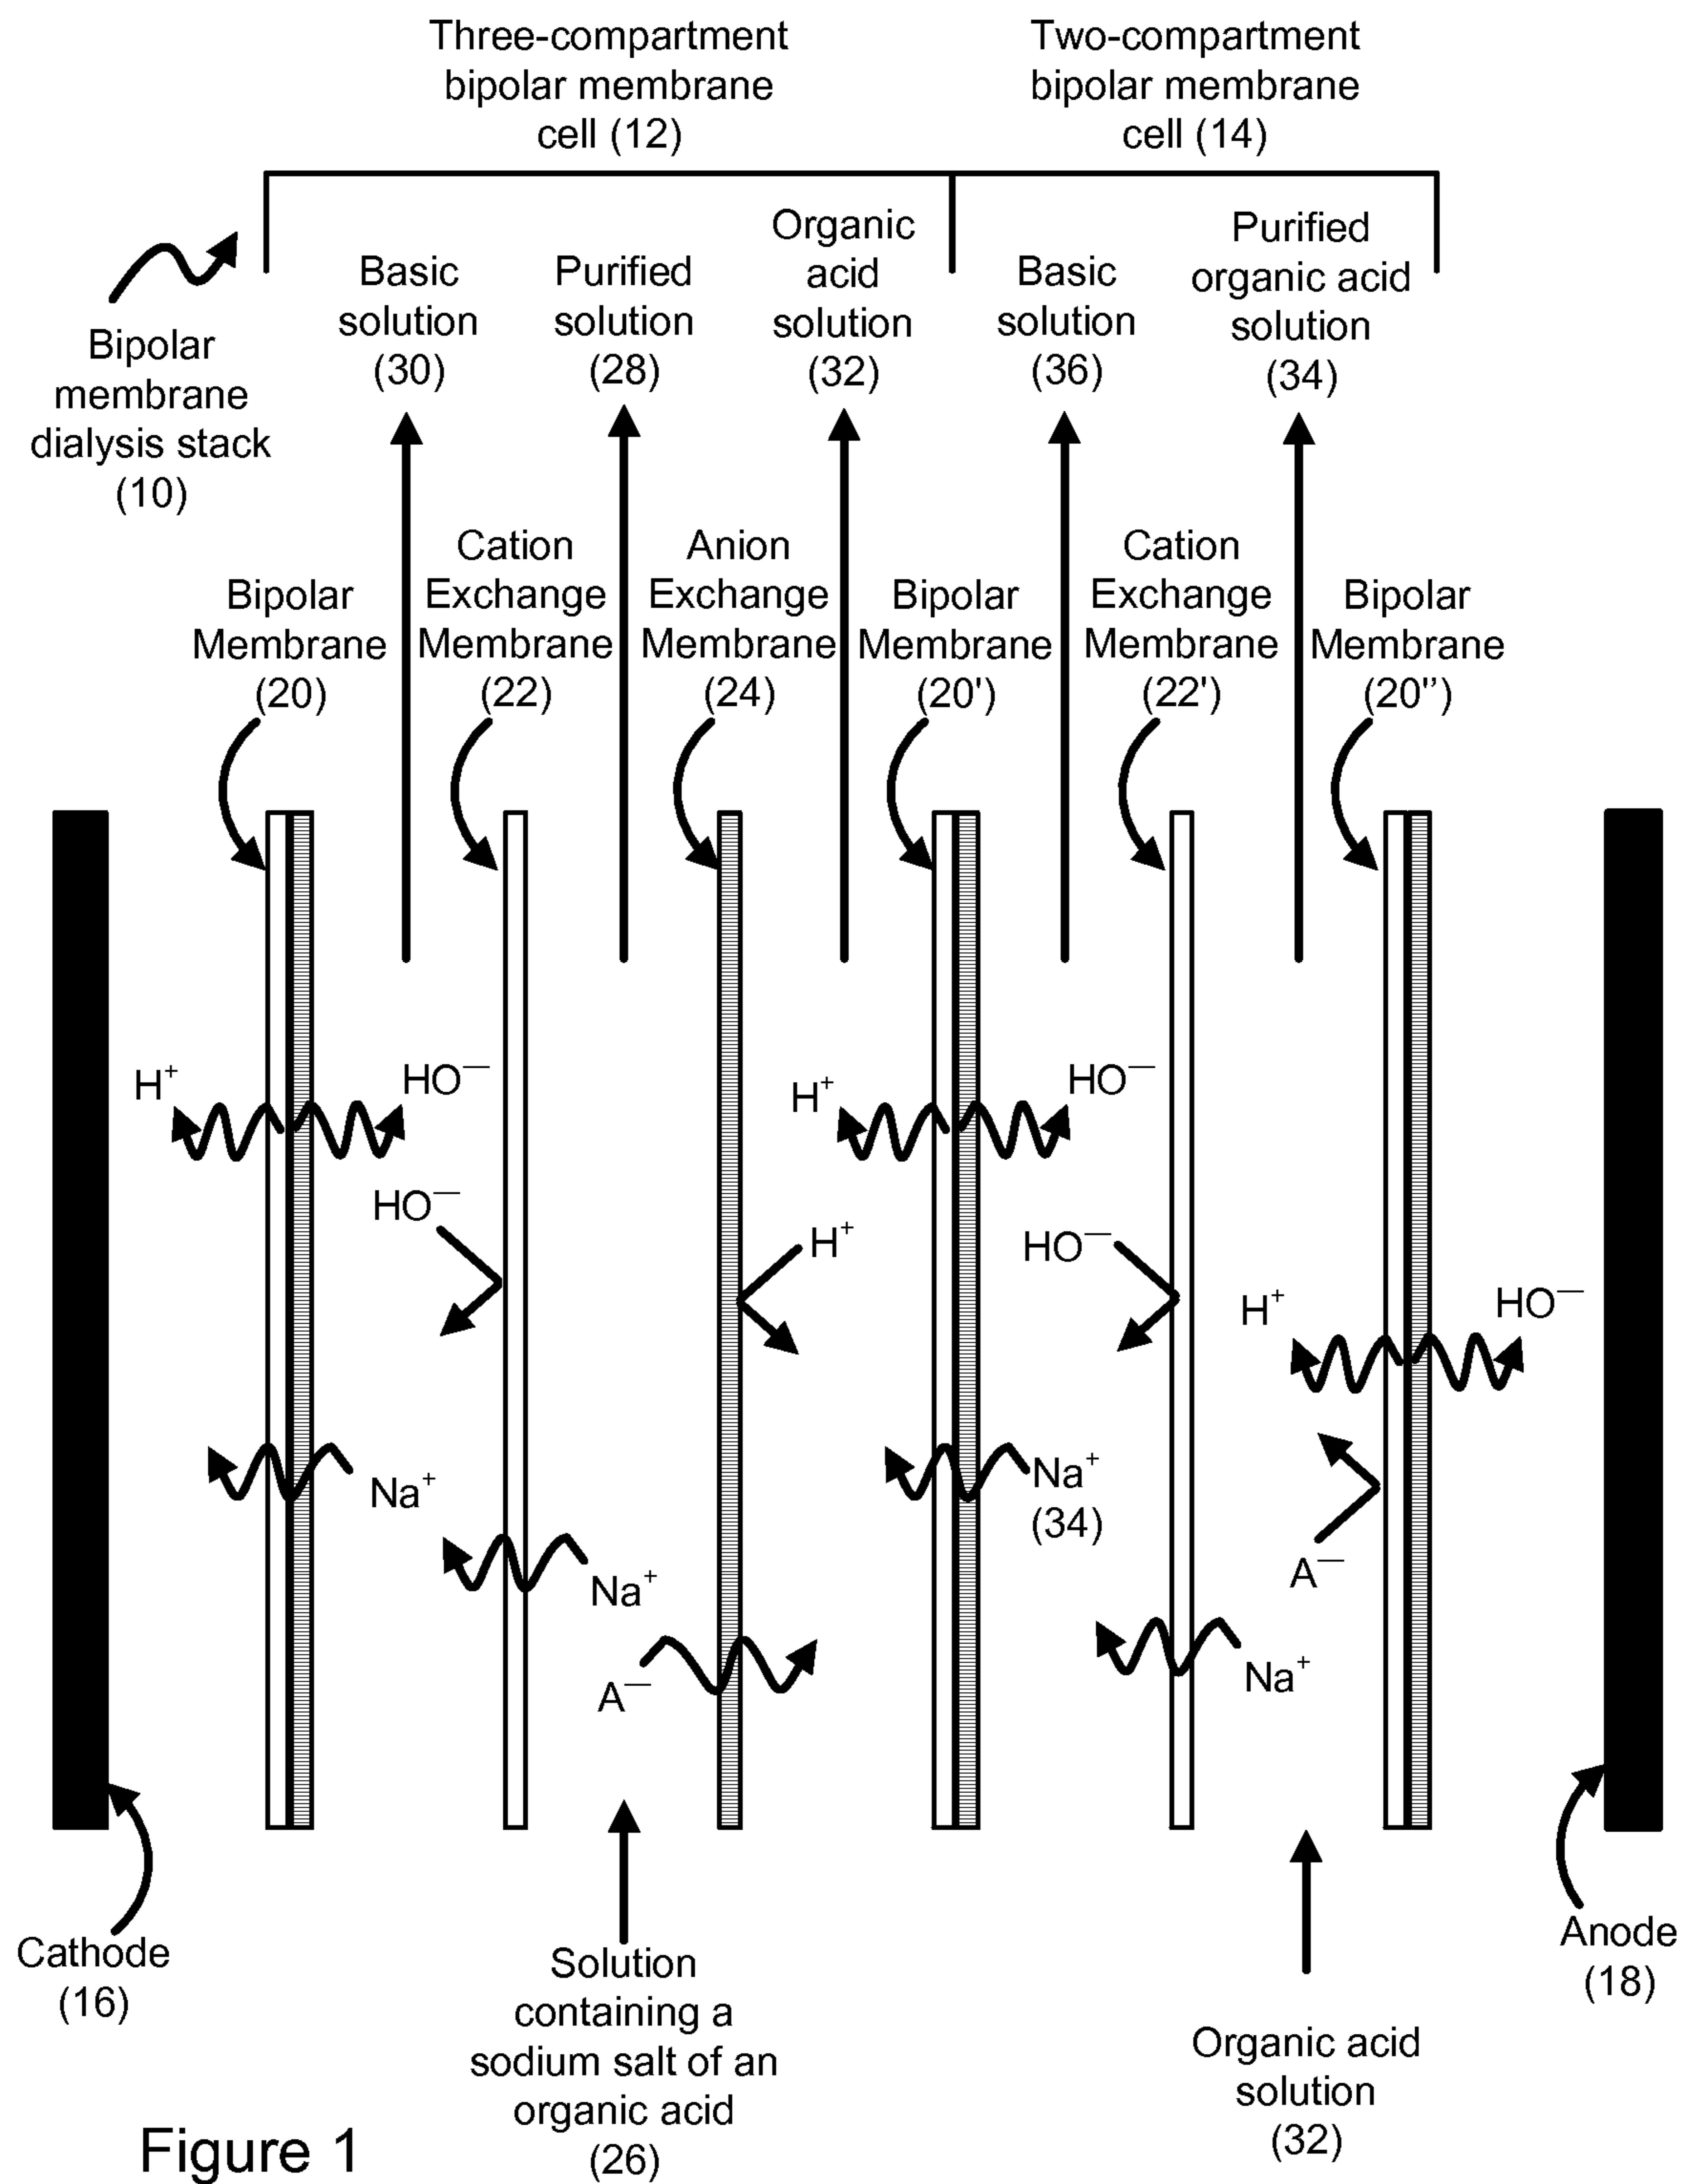 Three-compartment
bipolar membrane
cell (12)
Two-compartment
bipolar membrane
cell (14)
Bipolar
membrane
dialysis stack
(10)
Basic
solution
(30)
Purified
solution
(28)
Organic
acid
solution
(32)
Basic
solution
(36)
Purified
organic acid
solution
(34)
Bipolar
Membrane
(20)
Cation
Exchange
Membrane
(22)
Anion
Exchange
Membrane
(24)
Bipolar
Membrane
(20')
Cation
Exchange
Membrane
(22')
Bipolar
Membrane
(20'')
H⁺
HO⁻
H⁺
HO⁻
HO⁻
H⁺
HO⁻
H⁺
HO⁻
Na⁺
Na⁺
(34)
Na⁺
A⁻
A⁻
Na⁺
Cathode
(16)
Solution
containing a
sodium salt of an
organic acid
(26)
Organic acid
solution
(32)
Anode
(18)
Figure 1